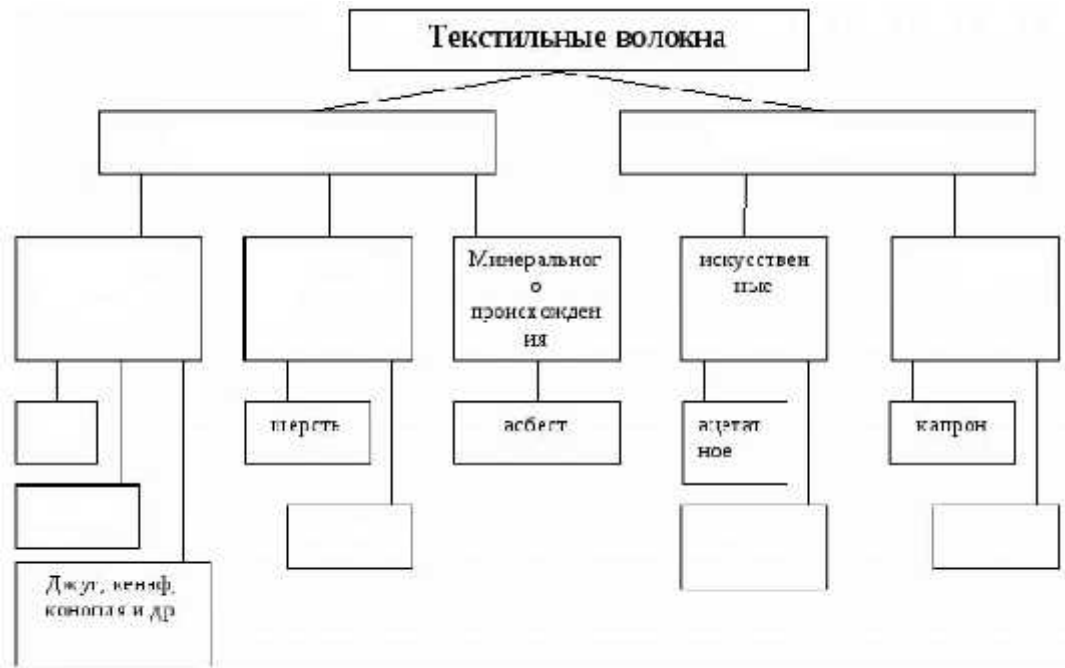 Текстильные волокна
Минеральног
о
происхожден
ия
искусствен
ные
шерсть
асбест
ацетат
ное
капрон
Джут, кенаф,
конопля и др